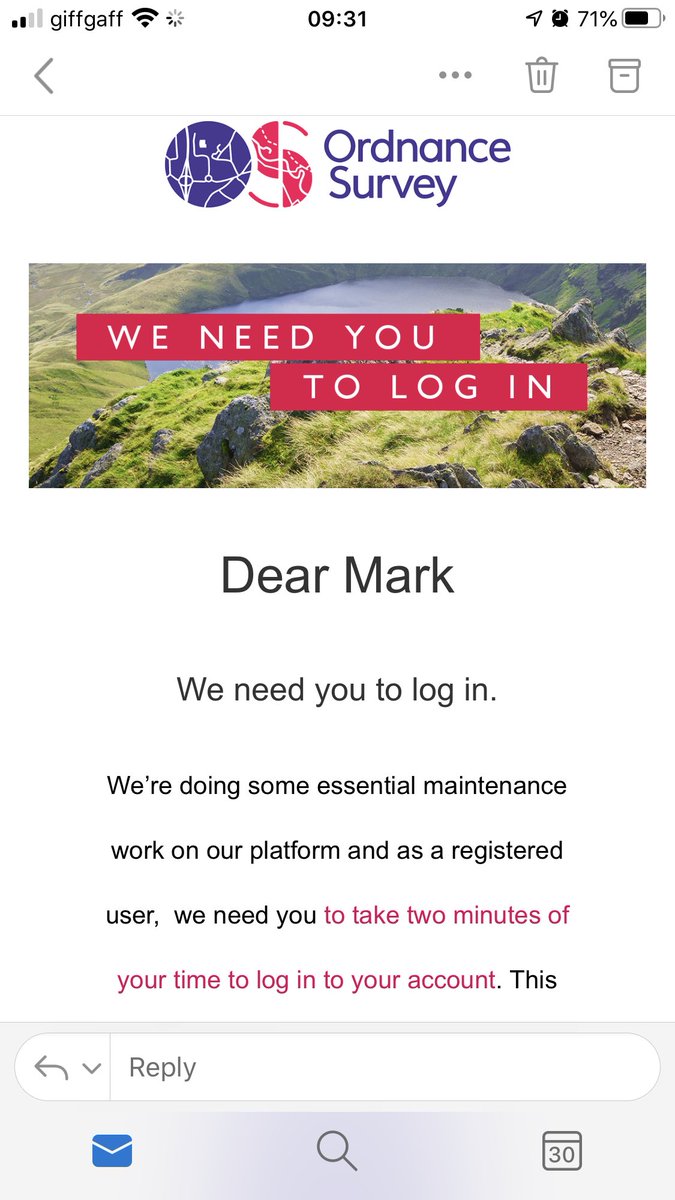 giffgaff 09:31 71%
Ordnance
Survey
WE NEED YOU
TO LOG IN
Dear Mark
We need you to log in.
We’re doing some essential maintenance
work on our platform and as a registered
user,  we need you to take two minutes of
your time to log in to your account. This
Reply
30